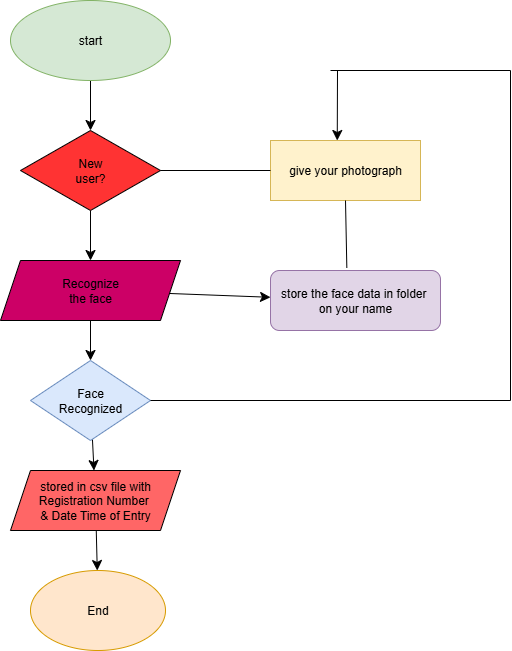 start
New
user?
give your photograph
Recognize
the face
store the face data in folder
on your name
Face
Recognized
stored in csv file with
Registration Number
& Date Time of Entry
End